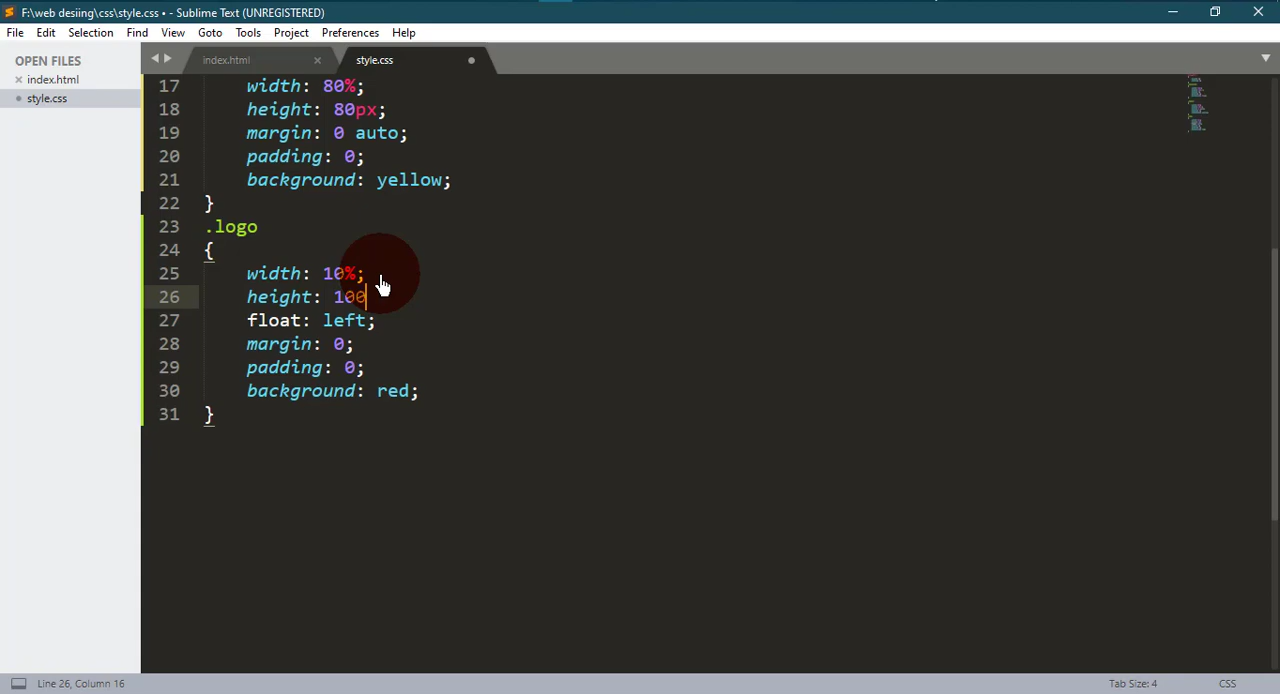 F:\web desiing\css\style.css • - Sublime Text (UNREGISTERED)
File Edit Selection Find View Goto Tools Project Preferences Help
OPEN FILES
index.html
style.css
index.html
style.css
17 width: 80%;
18 height: 80px;
19 margin: 0 auto;
20 padding: 0;
21 background: yellow;
22 }
23 .logo
24 {
25 width: 10%;
26 height: 100
27 float: left;
28 margin: 0;
29 padding: 0;
30 background: red;
31 }
Line 26, Column 16
Tab Size: 4
CSS